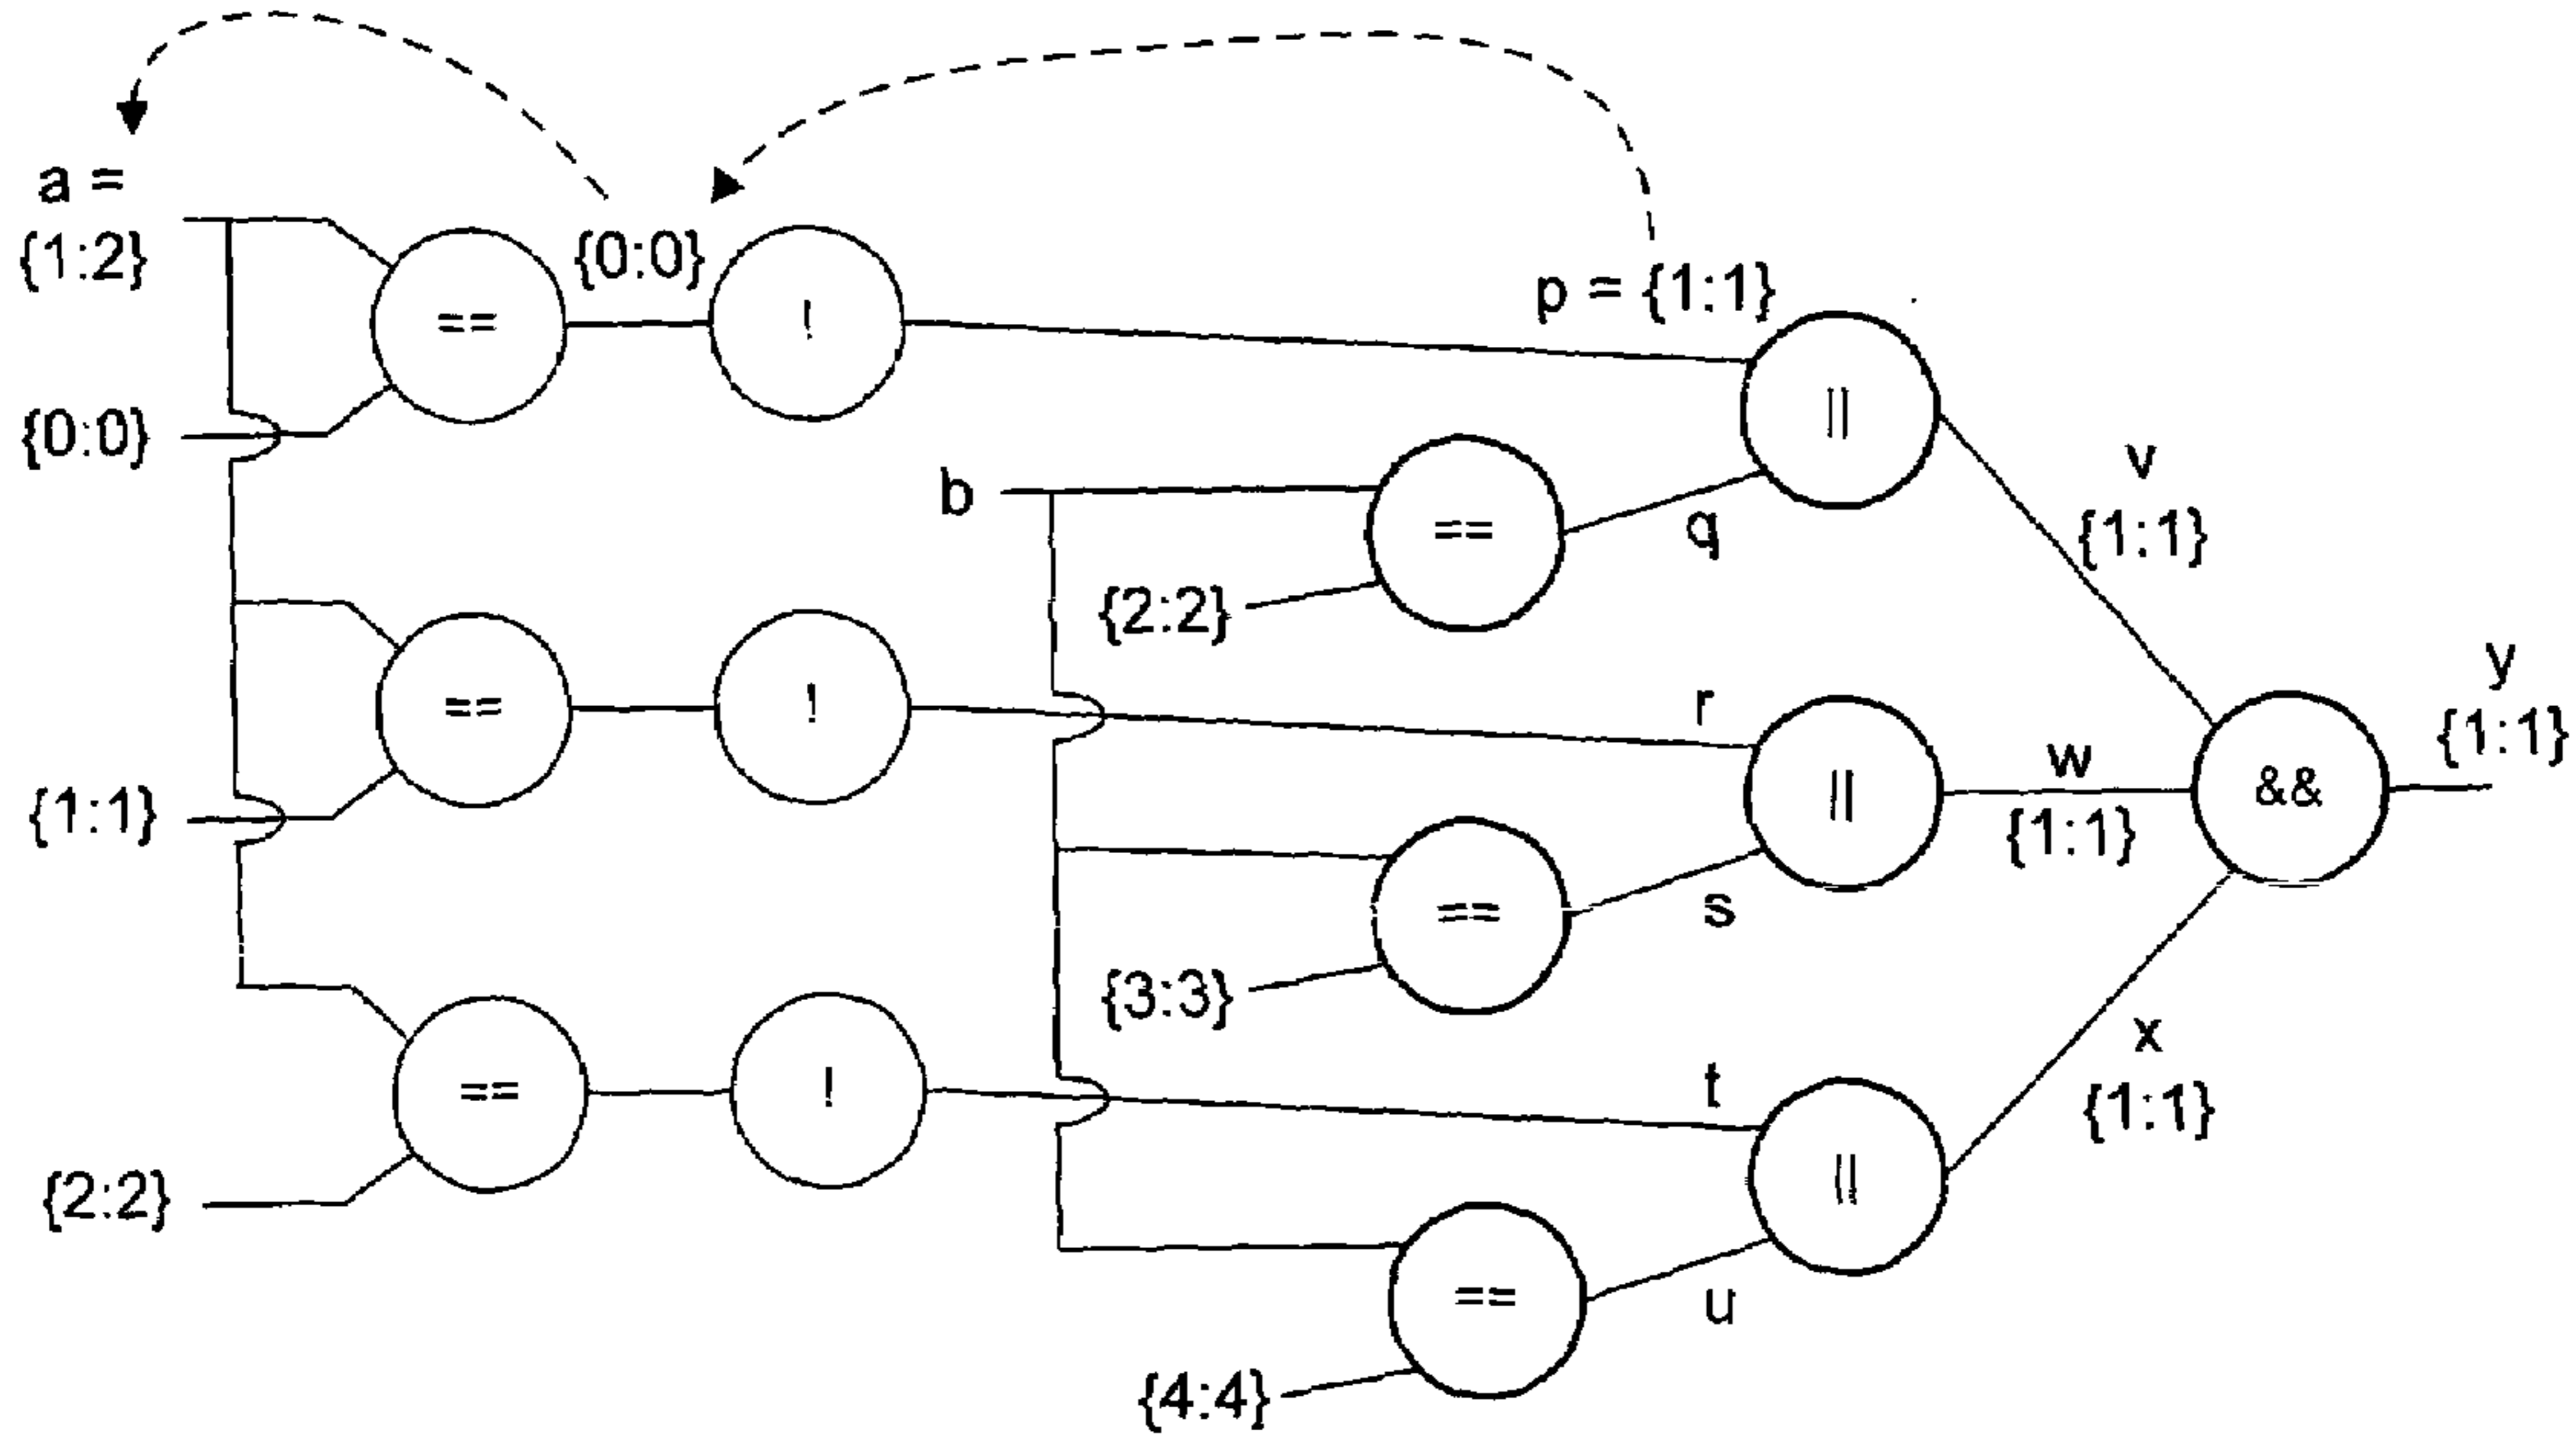 a =
{1:2}
{0:0}
==
!
p = {1:1}
||
{0:0}
b
==
q
{2:2}
v
{1:1}
==
!
r
||
w
{1:1}
&&
y
{1:1}
{1:1}
==
s
{3:3}
==
!
t
||
x
{1:1}
{2:2}
==
u
{4:4}